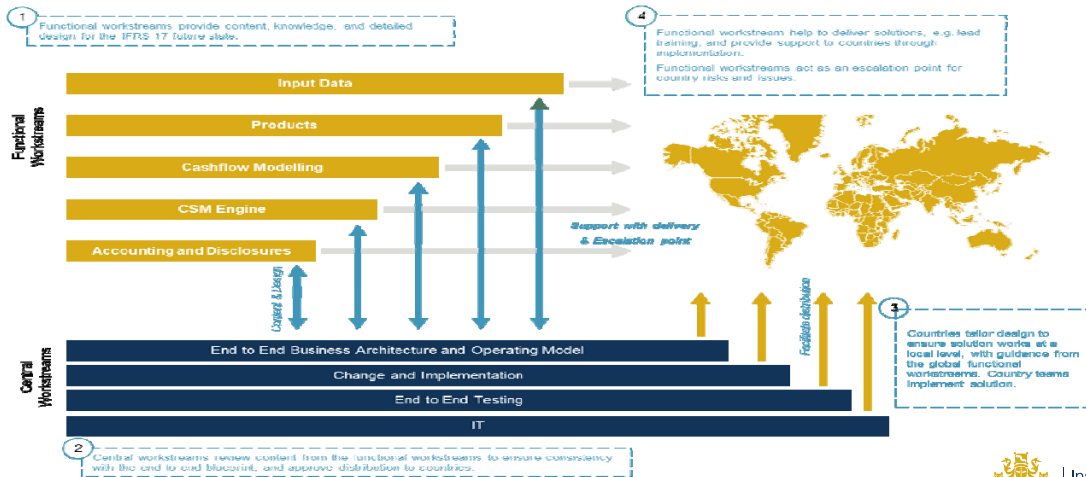 1
Functional workstreams provide content, knowledge, and detailed
design for the IFRS 17 future state.
4
Functional workstream help to deliver solutions, e.g. lead
training, and provide support to countries through
implementation.
Functional workstreams act as an escalation point for
country risks and issues.
Functional
Workstreams
Input Data
Products
Cashflow Modelling
CSM Engine
Accounting and Disclosures
Support with delivery
& Escalation point
Content & Design
Facilitate distribution
3
Countries tailor design to
ensure solution works at a
local level, with guidance from
the global functional
workstreams. Country teams
implement solution.
Central
Workstreams
End to End Business Architecture and Operating Model
Change and Implementation
End to End Testing
IT
2
Central workstreams review content from the functional workstreams to ensure consistency
with the end to end blueprint, and approve distribution to countries.